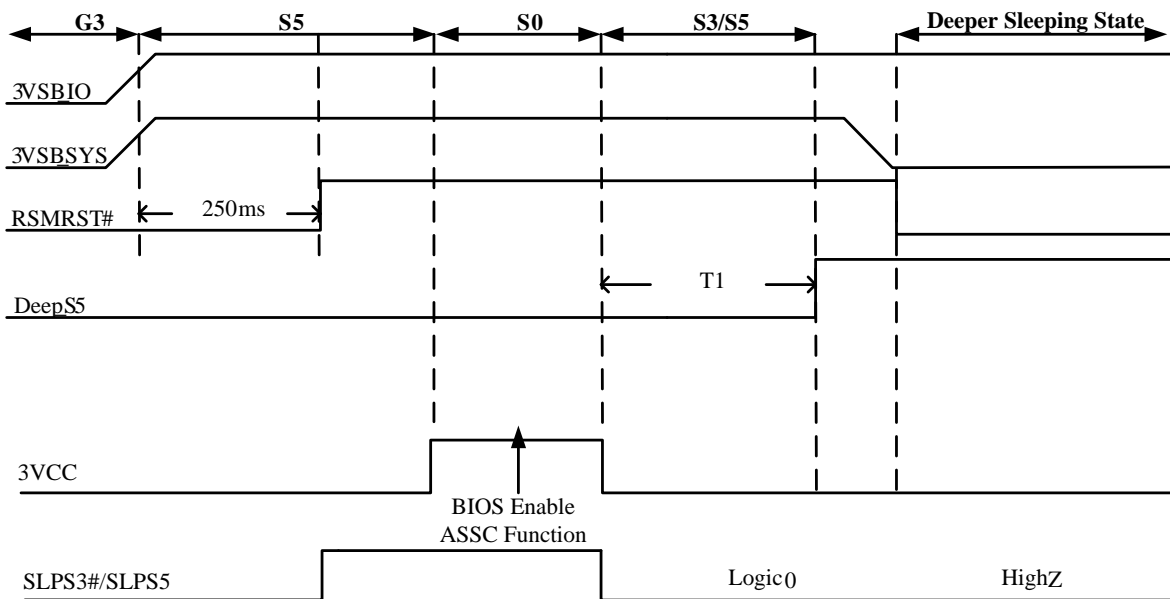 G3 S5 S0 S3/S5 Deeper Sleeping State
3VSBIO
3VSBSYS
250ms
RSMRST#
T1
DeepS5
3VCC
BIOS Enable
ASSC Function
SLPS3#/SLPS5 Logic0 HighZ